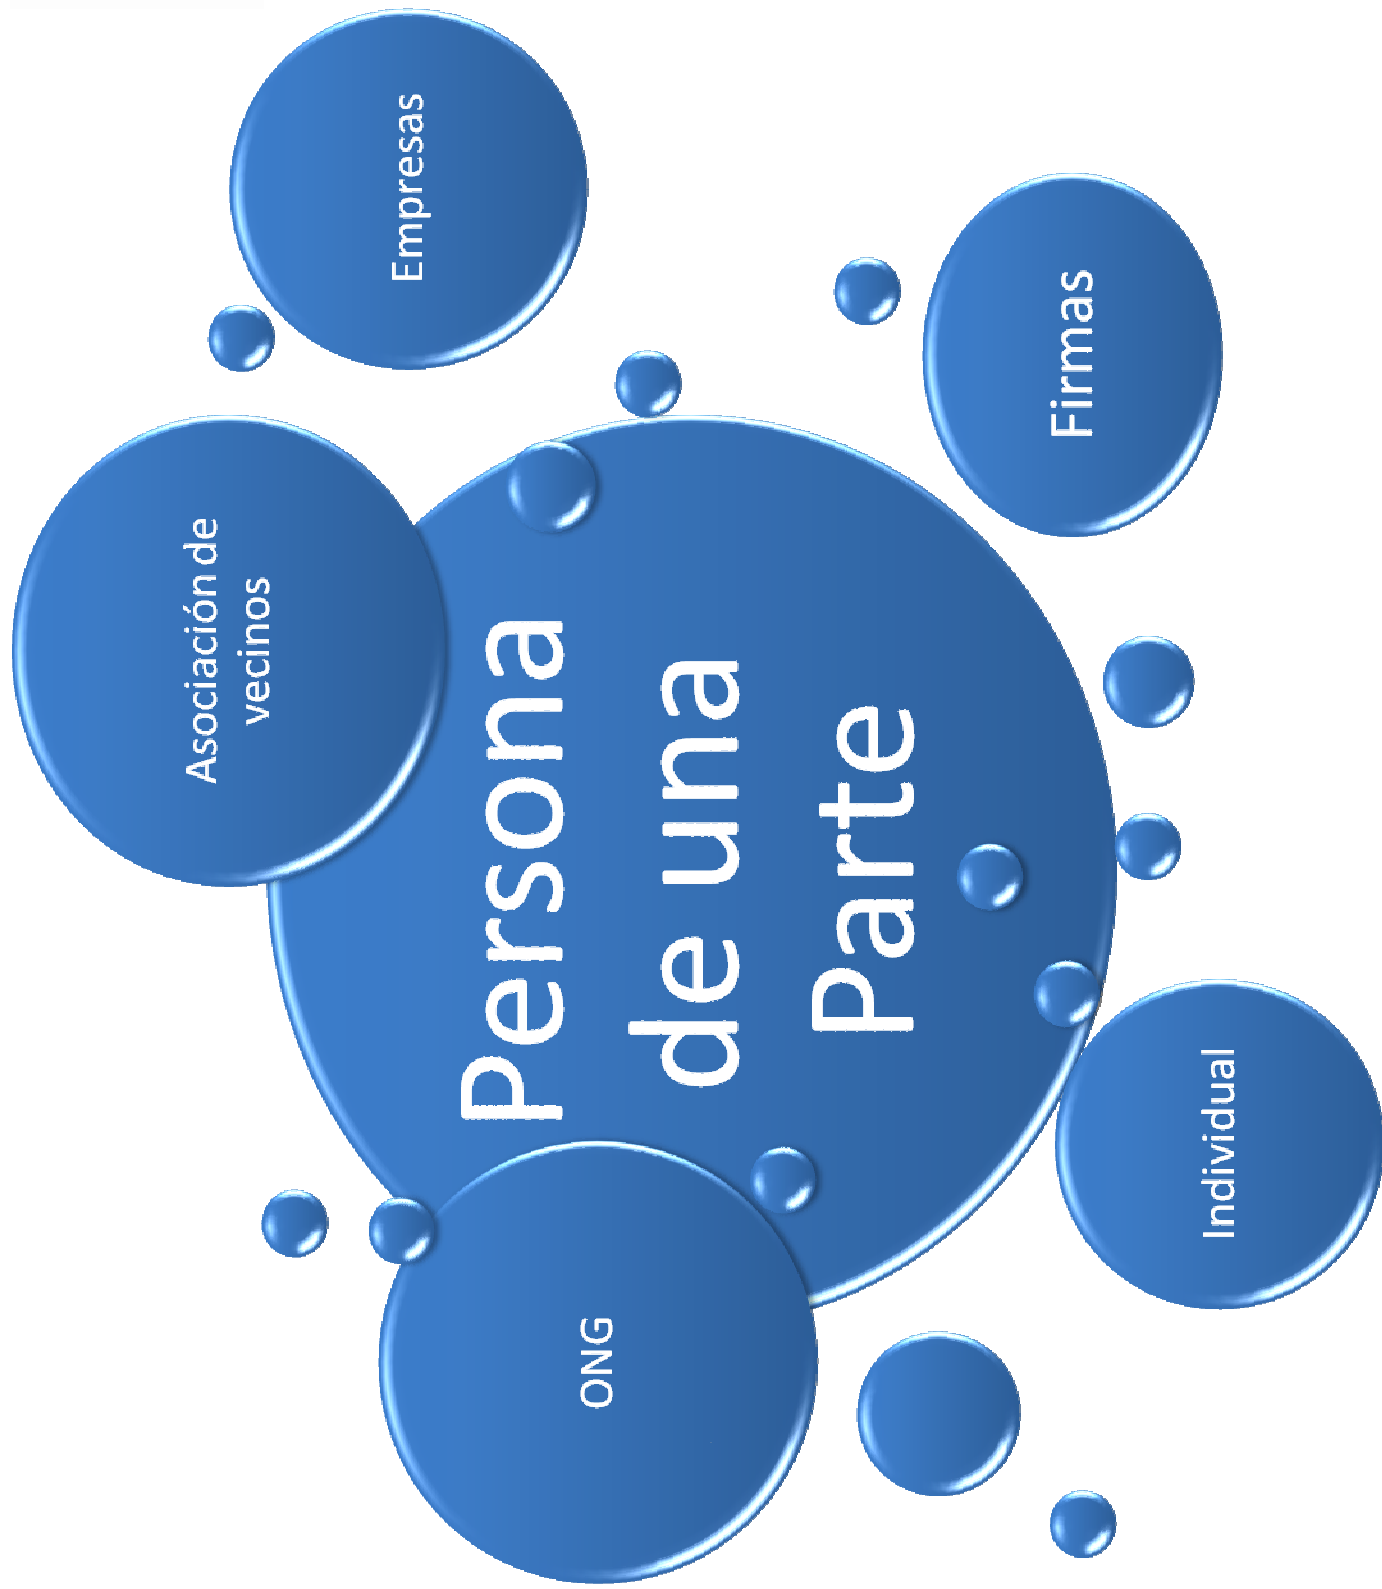 Asociación de
vecinos
Empresas
Persona
de una
Parte
ONG
Firmas
Individual